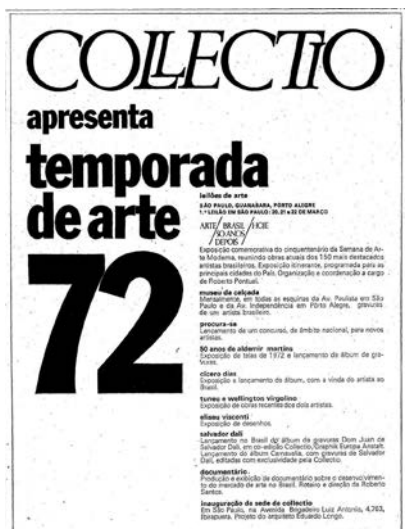 COLLECTIO
apresenta
temporada
de arte
72
leilões de arte
SÃO PAULO, GUANABARA, PORTO ALEGRE
1.º LEILÃO EM SÃO PAULO: 20, 21 e 22 DE MARÇO
ARTE/BRASIL/HOJE
50 ANOS
DEPOIS
Exposição comemorativa do cinquentenário da Semana de Ar-
te Moderna, reunindo obras atuais dos 150 mais destacados
artistas brasileiros. Exposição itinerante, programada para as
principais cidades do País. Organização e coordenação a cargo
de Roberto Pontual.
museu de calçada
Mensalmente, em todas as esquinas da Av. Paulista em São
Paulo e da Av. Independência em Pôrto Alegre, gravuras
de um artista brasileiro.
procura-se
Lançamento de um concurso, de âmbito nacional, para novos
artistas.
50 anos de aldemir martins
Exposição de telas de 1972 e lançamento de álbum de gra-
vuras.
cícero dias
Exposição e lançamento de álbum, com a vinda do artista ao
Brasil.
tuneu e wellington virgolino
Exposição de obras recentes dos dois artistas.
eliseu visconti
Exposição de desenhos.
salvador dali
Lançamento no Brasil do álbum de gravuras Dom Juan de
Salvador Dali, em co-edição Collectio/Graphik Europa Anstalt.
Lançamento do álbum Carnavália, com gravuras de Salvador
Dali, editadas com exclusividade pela Collectio.
documentário
Produção e exibição de documentário sobre o desenvolvimen-
to do mercado de arte no Brasil. Roteiro e direção de Roberto
Santos.
inauguração da sede da collectio
Em São Paulo, na Avenida Brigadeiro Luiz Antonio, 4.763,
Ibirapuera. Projeto do arquiteto Eduardo Longo.